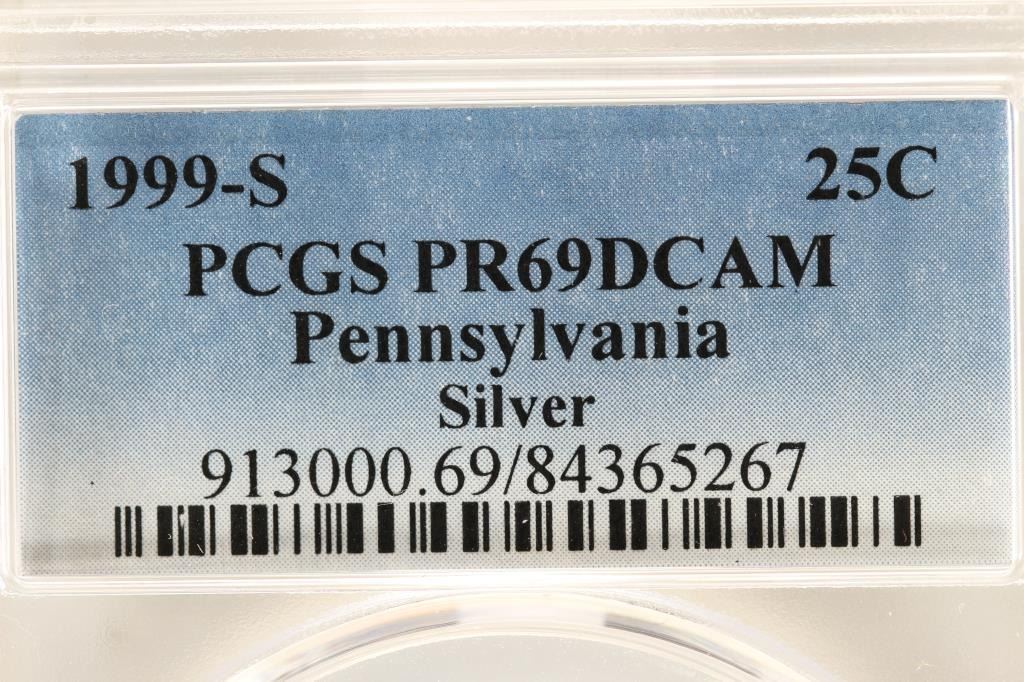 1999-S 25C
PCGS PR69DCAM
Pennsylvania
Silver
913000.69/84365267